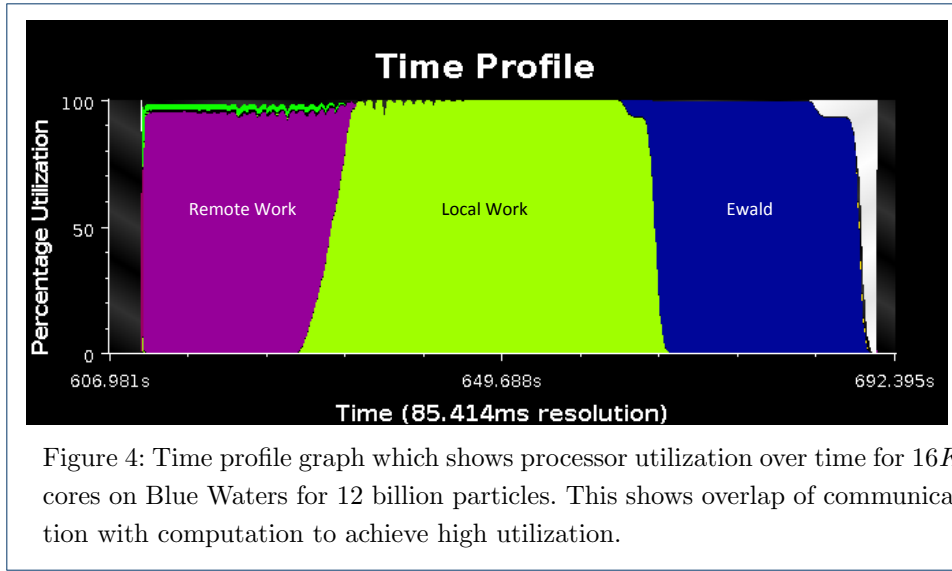 Time Profile
Percentage Utilization
100
50
0
Remote Work
Local Work
Ewald
606.981s
649.688s
692.395s
Time (85.414ms resolution)
Figure 4: Time profile graph which shows processor utilization over time for 16K
cores on Blue Waters for 12 billion particles. This shows overlap of communica-
tion with computation to achieve high utilization.